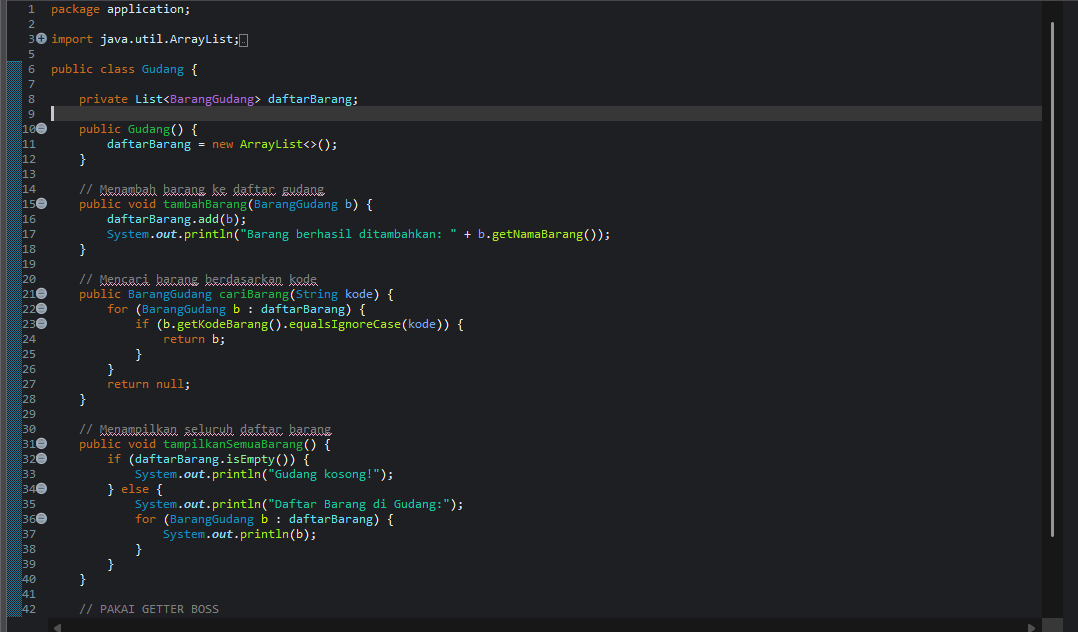 1 package application;
2
3 import java.util.ArrayList;
5
6 public class Gudang {
7
8     private List<BarangGudang> daftarBarang;
9
10     public Gudang() {
11         daftarBarang = new ArrayList<>();
12     }
13
14     // Menambah barang ke daftar gudang
15     public void tambahBarang(BarangGudang b) {
16         daftarBarang.add(b);
17         System.out.println("Barang berhasil ditambahkan: " + b.getNamaBarang());
18     }
19
20     // Mencari barang berdasarkan kode
21     public BarangGudang cariBarang(String kode) {
22         for (BarangGudang b : daftarBarang) {
23             if (b.getKodeBarang().equalsIgnoreCase(kode)) {
24                 return b;
25             }
26         }
27         return null;
28     }
29
30     // Menampilkan seluruh daftar barang
31     public void tampilkanSemuaBarang() {
32         if (daftarBarang.isEmpty()) {
33             System.out.println("Gudang kosong!");
34         } else {
35             System.out.println("Daftar Barang di Gudang:");
36             for (BarangGudang b : daftarBarang) {
37                 System.out.println(b);
38             }
39         }
40     }
41
42     // PAKAI GETTER BOSS